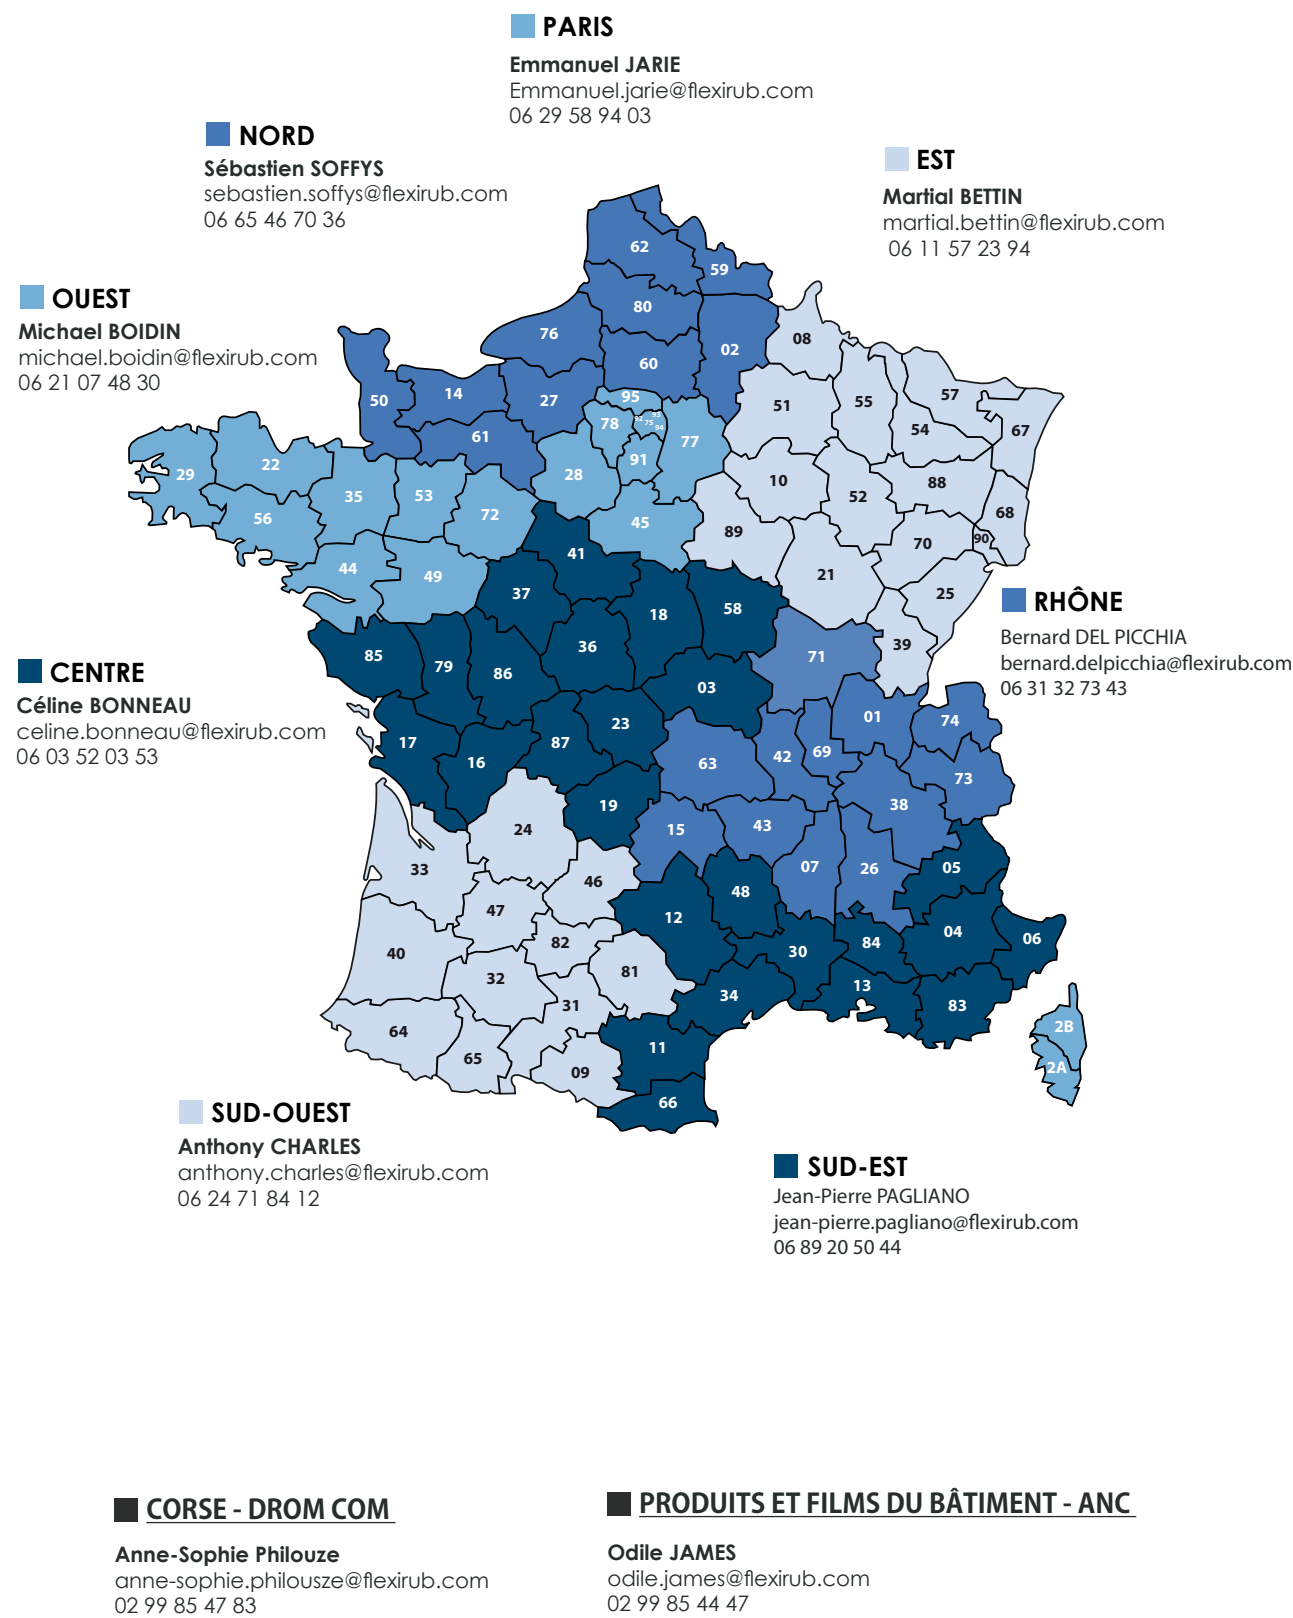 PARIS
Emmanuel JARIE
Emmanuel.jarie@flexirub.com
06 29 58 94 03
NORD
Sébastien SOFFYS
sebastien.soffys@flexirub.com
06 65 46 70 36
EST
Martial BETTIN
martial.bettin@flexirub.com
06 11 57 23 94
OUEST
Michael BOIDIN
michael.boidin@flexirub.com
06 21 07 48 30
62
59
80
76
02
08
60
14
27
50
95
51
55
57
54
67
61
78
92
93
75
94
77
91
29
22
28
10
88
35
53
52
68
56
72
45
89
70
90
41
44
49
21
25
37
18
58
RHÔNE
Bernard DEL PICCHIA
bernard.delpicchia@flexirub.com
06 31 32 73 43
36
39
85
79
86
71
03
CENTRE
Céline BONNEAU
celine.bonneau@flexirub.com
06 03 52 03 53
23
01
74
17
87
42
69
16
63
73
19
38
24
15
43
33
07
26
05
46
48
47
12
04
06
82
84
40
30
32
81
13
34
31
83
64
2B
11
65
09
2A
66
SUD-OUEST
Anthony CHARLES
anthony.charles@flexirub.com
06 24 71 84 12
SUD-EST
Jean-Pierre PAGLIANO
jean-pierre.pagliano@flexirub.com
06 89 20 50 44
CORSE - DROM COM
Anne-Sophie Philouze
anne-sophie.philousze@flexirub.com
02 99 85 47 83
PRODUITS ET FILMS DU BÂTIMENT - ANC
Odile JAMES
odile.james@flexirub.com
02 99 85 44 47